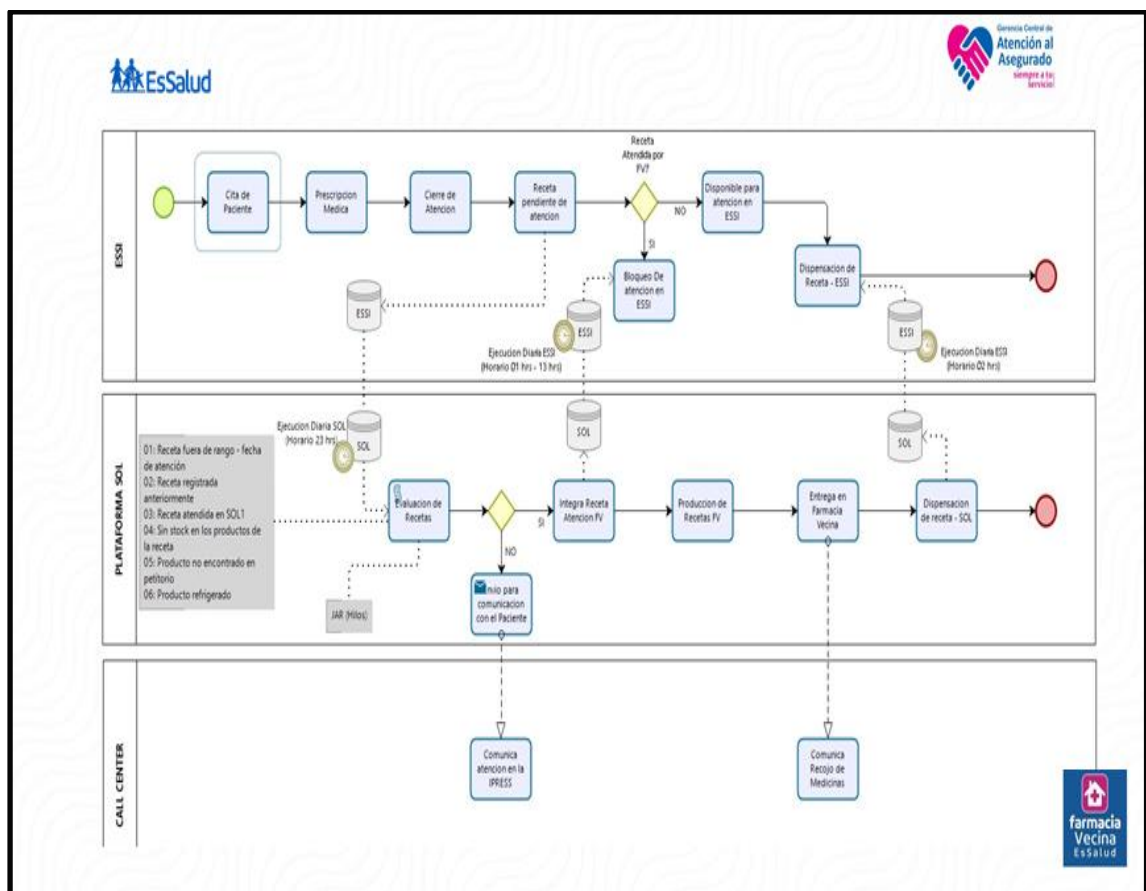 EsSalud
Gerencia Central de
Atención al
Asegurado
siempre a tu
servicio!
ESSI
Cita de
Paciente
Prescripcion
Medica
Cierre de
Atencion
Receta
pendiente de
atencion
Receta
Atendida por
FV?
NO
SI
Disponible para
atencion en
ESSI
Bloqueo De
atencion en
ESSI
Dispensacion de
Receta - ESSI
ESSI
ESSI
Ejecucion Diaria ESSI
(Horario 01 hrs - 13 hrs)
ESSI
Ejecucion Diaria ESSI
(Horario 02 hrs)
PLATAFORMA SOL
01: Receta fuera de rango - fecha
de atención
02: Receta registrada
anteriormente
03: Receta atendida en SOL1
04: Sin stock en los productos de
la receta
05: Producto no encontrado en
petitorio
06: Producto refrigerado
Ejecucion Diaria SOL
(Horario 23 hrs)
SOL
SOL
SOL
Evaluacion de
Recetas
JAR (Hilos)
SI
NO
Integra Receta
Atencion FV
Produccion de
Recetas FV
Entrega en
Farmacia
Vecina
Dispensacion
de receta - SOL
Envio para
comunicacion
con el Paciente
CALL CENTER
Comunica
atencion en la
IPRESS
Comunica
Recojo de
Medicinas
farmacia
Vecina
EsSalud